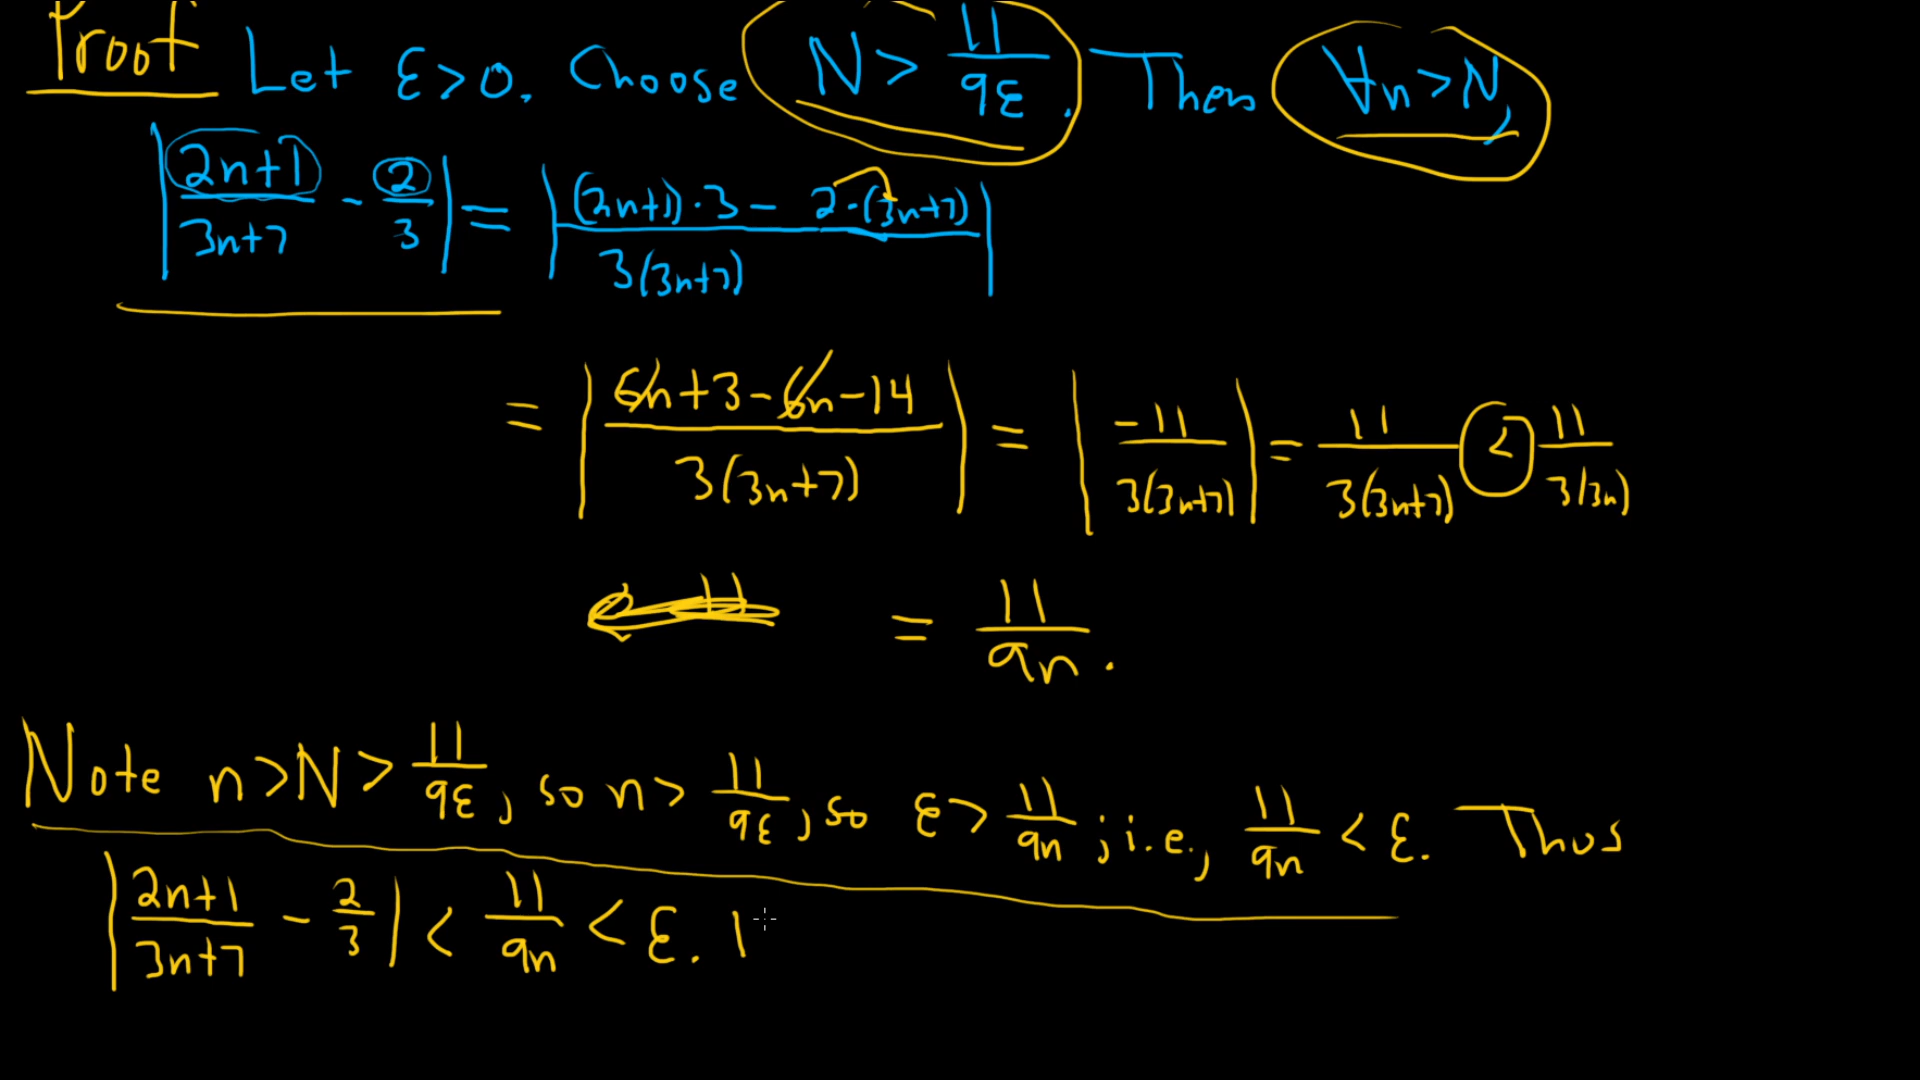 Proof Let ε>0. Choose N > 11/9ε. Then ∀n>N,
|2n+1/3n+7 - 2/3| = |(2n+1)·3 - 2·(3n+7)/3(3n+7)|
= |6n+3-6n-14/3(3n+7)| = |-11/3(3n+7)| = 11/3(3n+7) < 11/3(3n)
= 11/9n.
Note n>N> 11/9ε, so n> 11/9ε, so ε> 11/9n; i.e., 11/9n < ε. Thus
|2n+1/3n+7 - 2/3| < 11/9n < ε.